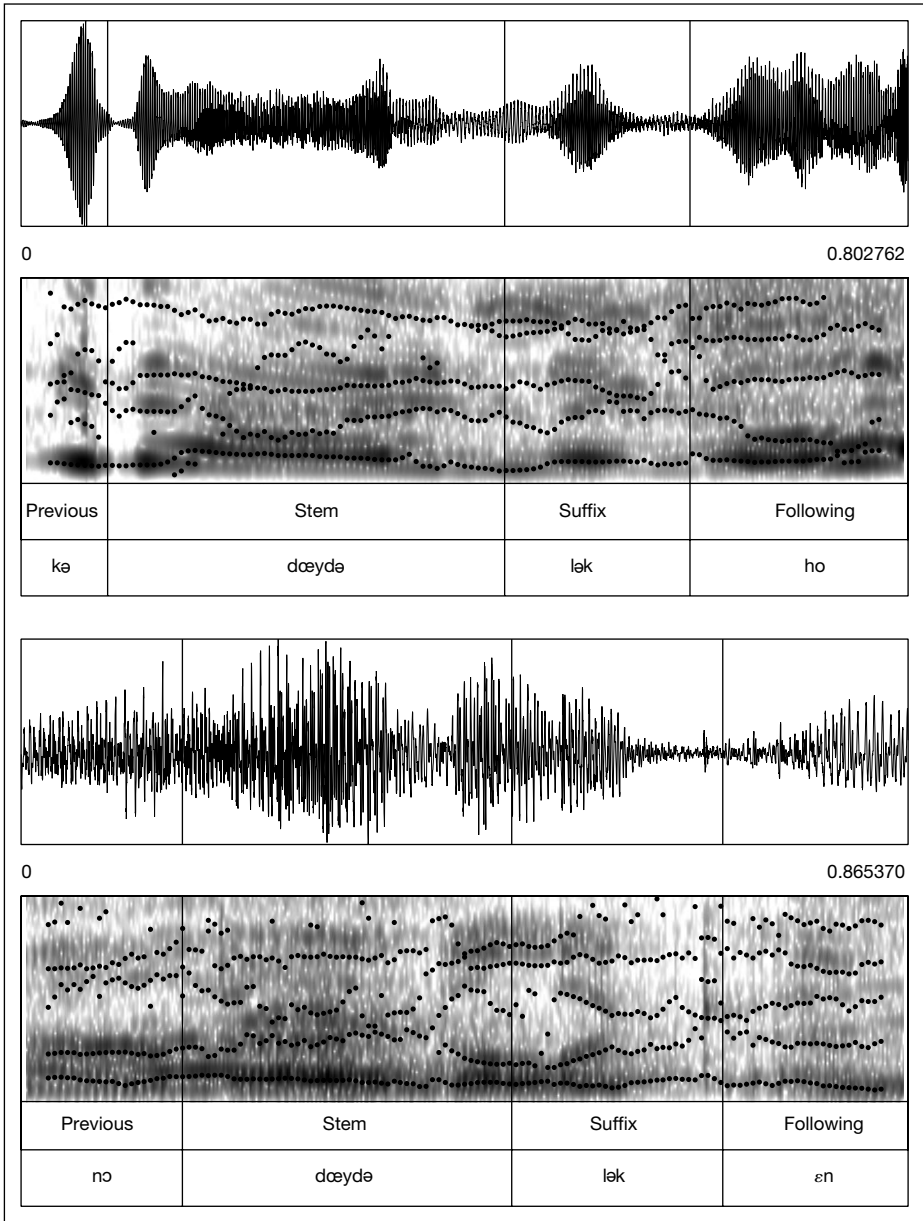 0 0.802762
Previous Stem Suffix Following
kə dœydə lək ho
0 0.865370
Previous Stem Suffix Following
nɔ dœydə lək ɛn